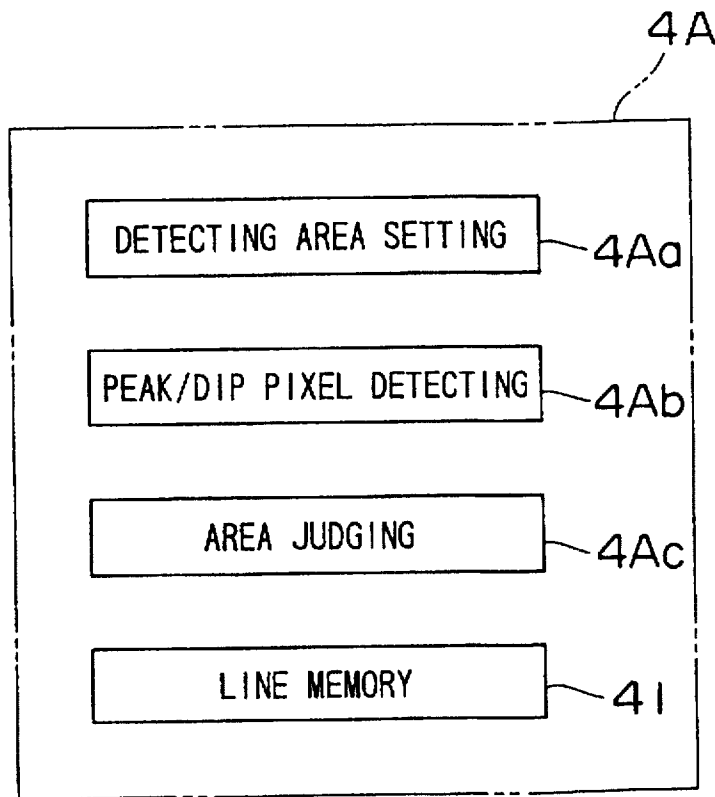 4A
DETECTING AREA SETTING
4Aa
PEAK/DIP PIXEL DETECTING
4Ab
AREA JUDGING
4Ac
LINE MEMORY
41